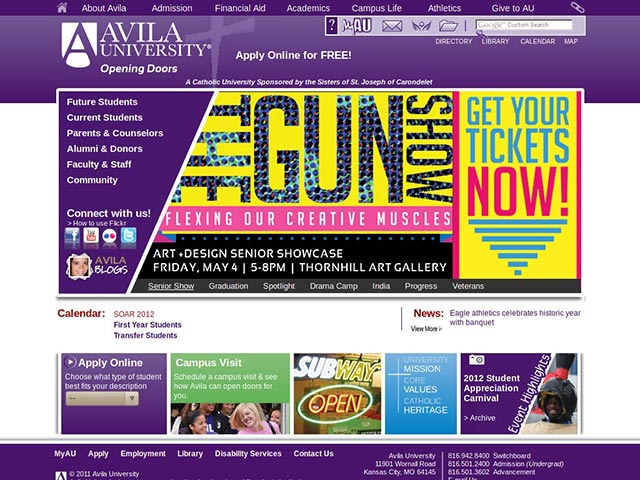 About Avila Admission Financial Aid Academics Campus Life Athletics Give to AU
AVILA
UNIVERSITY®
Opening Doors
Apply Online for FREE!
? myAU
Google™ Custom Search
DIRECTORY LIBRARY CALENDAR MAP
A Catholic University Sponsored by the Sisters of St. Joseph of Carondelet
Future Students
Current Students
Parents & Counselors
Alumni & Donors
Faculty & Staff
Community
Connect with us!
> How to use Flickr
AVILA
BLOGS
THE GUN SHOW
FLEXING OUR CREATIVE MUSCLES
ART + DESIGN SENIOR SHOWCASE
FRIDAY, MAY 4 | 5-8PM | THORNHILL ART GALLERY
GET YOUR
TICKETS
NOW!
Senior Show Graduation Spotlight Drama Camp India Progress Veterans
Calendar:
SOAR 2012
First Year Students
Transfer Students
News:
View More >
Eagle athletics celebrates historic year
with banquet
Apply Online
Choose what type of student
best fits your description
--
Campus Visit
Schedule a campus visit & see
how Avila can open doors for
you.
SUBWAY
OPEN
UNIVERSITY
MISSION
CORE
VALUES
CATHOLIC
HERITAGE
2012 Student
Appreciation
Carnival
> Archive
Event Highlights
MyAU Apply Employment Library Disability Services Contact Us
© 2011 Avila University
Avila University
11901 Wornall Road
Kansas City, MO 64145
816.942.8400 Switchboard
816.501.2400 Admission (Undergrad)
816.501.3602 Advancement